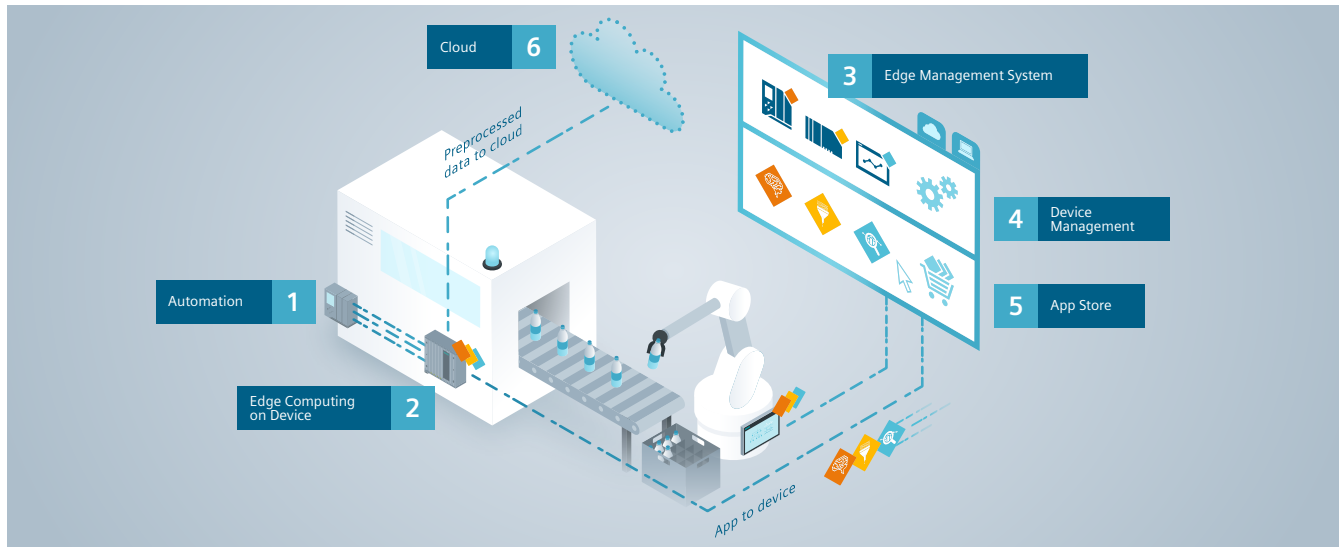 Cloud 6
3 Edge Management System
Preprocessed
data to cloud
4 Device
Management
Automation 1
5 App Store
Edge Computing
on Device 2
App to device